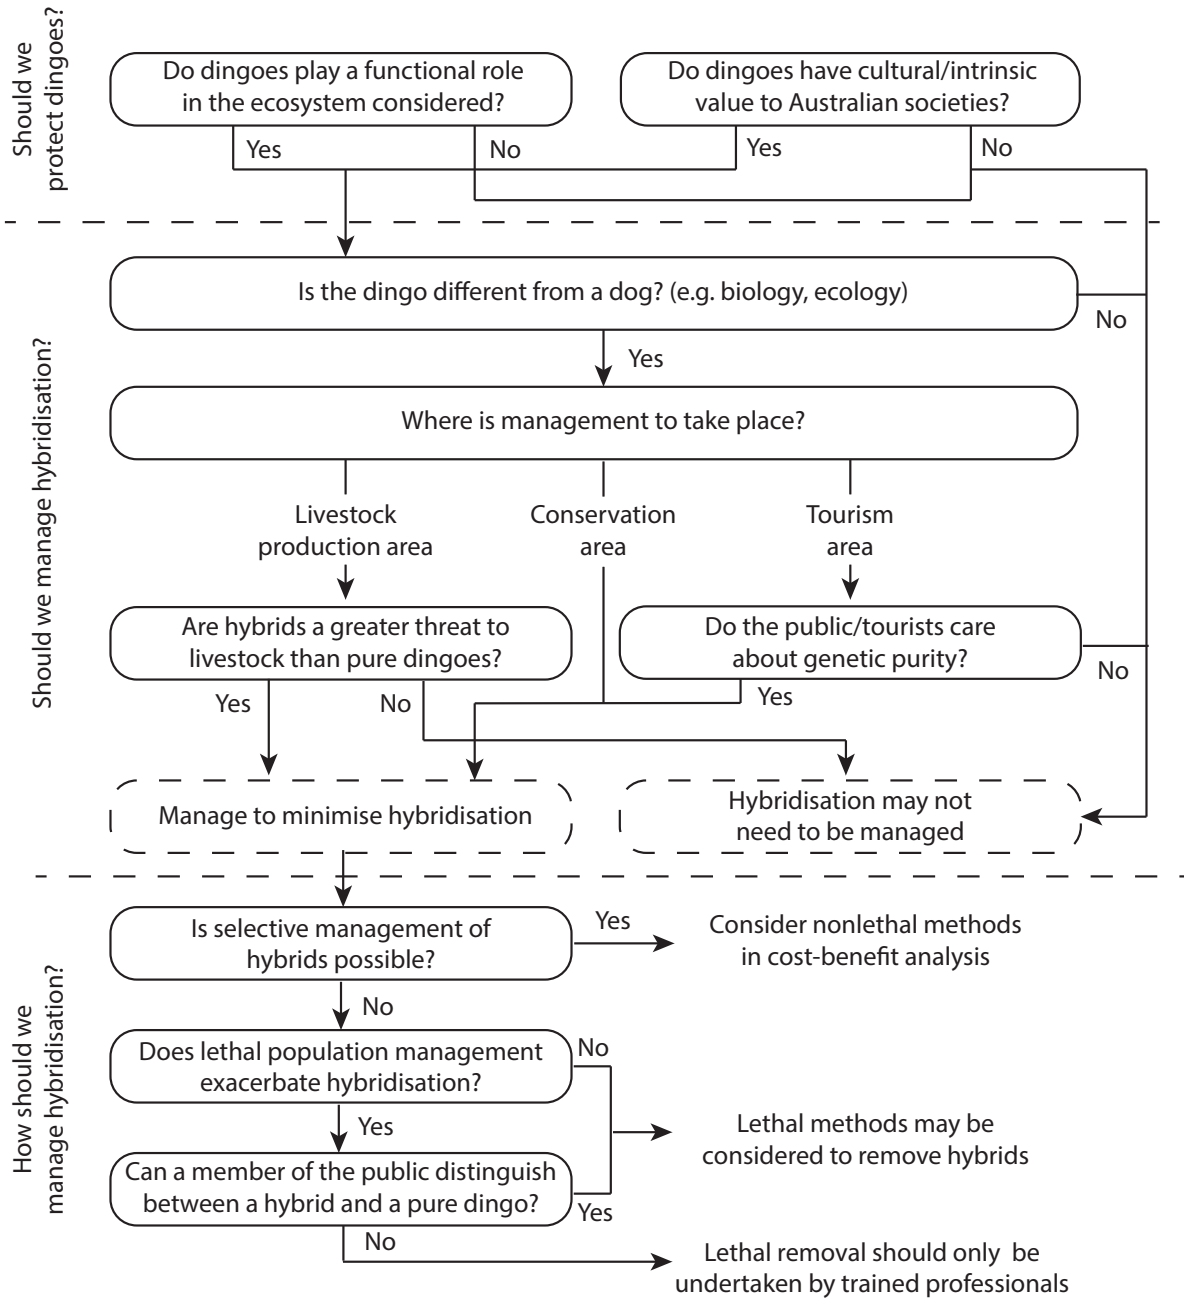 Should we
protect dingoes?
Do dingoes play a functional role
in the ecosystem considered?
Do dingoes have cultural/intrinsic
value to Australian societies?
Yes
No
Yes
No
Should we manage hybridisation?
Is the dingo different from a dog? (e.g. biology, ecology)
No
Yes
Where is management to take place?
Livestock
production area
Conservation
area
Tourism
area
Are hybrids a greater threat to
livestock than pure dingoes?
Do the public/tourists care
about genetic purity?
No
Yes
No
Yes
Manage to minimise hybridisation
Hybridisation may not
need to be managed
How should we
manage hybridisation?
Is selective management of
hybrids possible?
Yes
Consider nonlethal methods
in cost-benefit analysis
No
Does lethal population management
exacerbate hybridisation?
No
Yes
Lethal methods may be
considered to remove hybrids
Can a member of the public distinguish
between a hybrid and a pure dingo?
Yes
No
Lethal removal should only be
undertaken by trained professionals